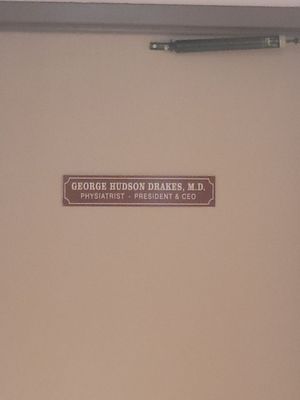 GEORGE HUDSON DRAKES, M.D.
PHYSIATRIST - PRESIDENT & CEO